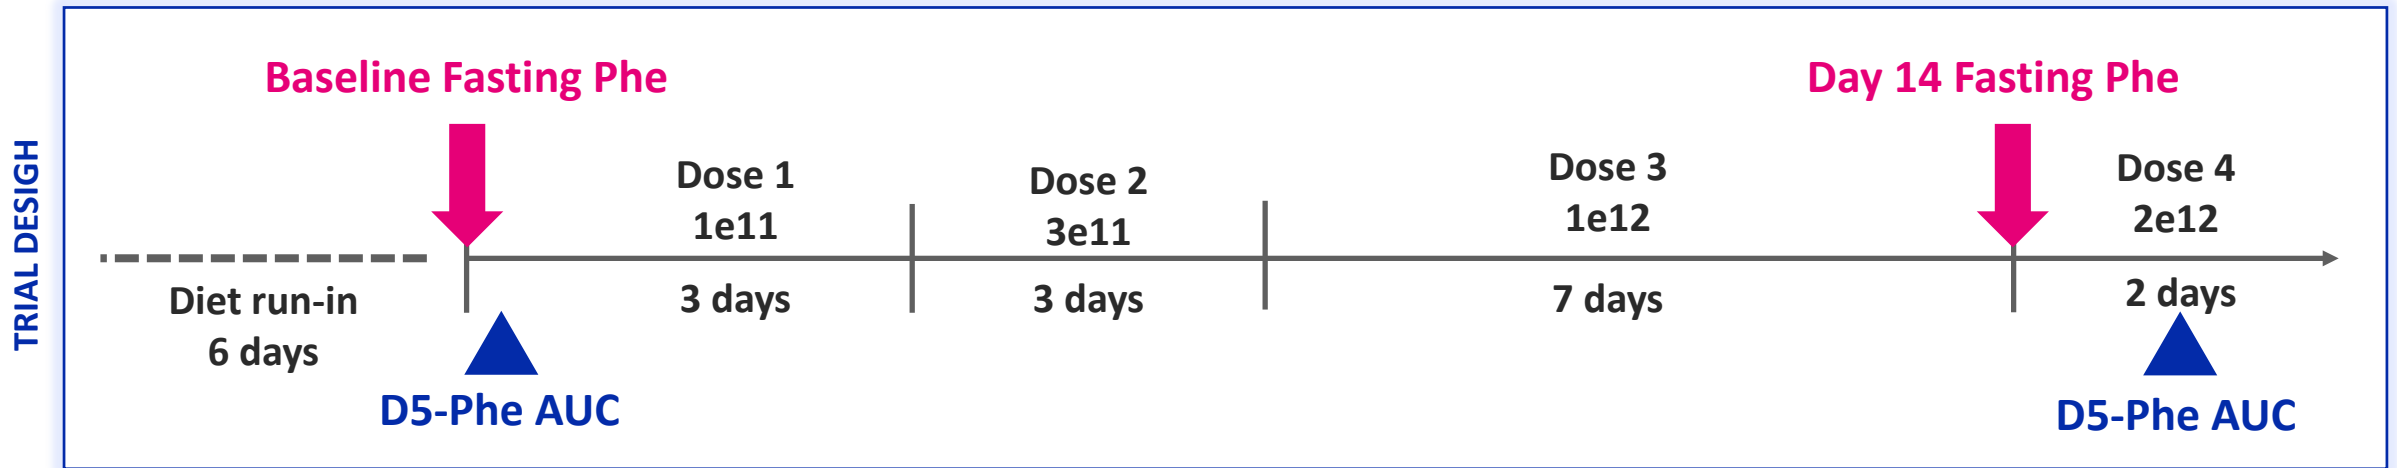 TRIAL DESIGH
Baseline Fasting Phe
Day 14 Fasting Phe
Dose 1
1e11
Dose 2
3e11
Dose 3
1e12
Dose 4
2e12
Diet run-in
6 days
3 days
3 days
7 days
2 days
D5-Phe AUC
D5-Phe AUC